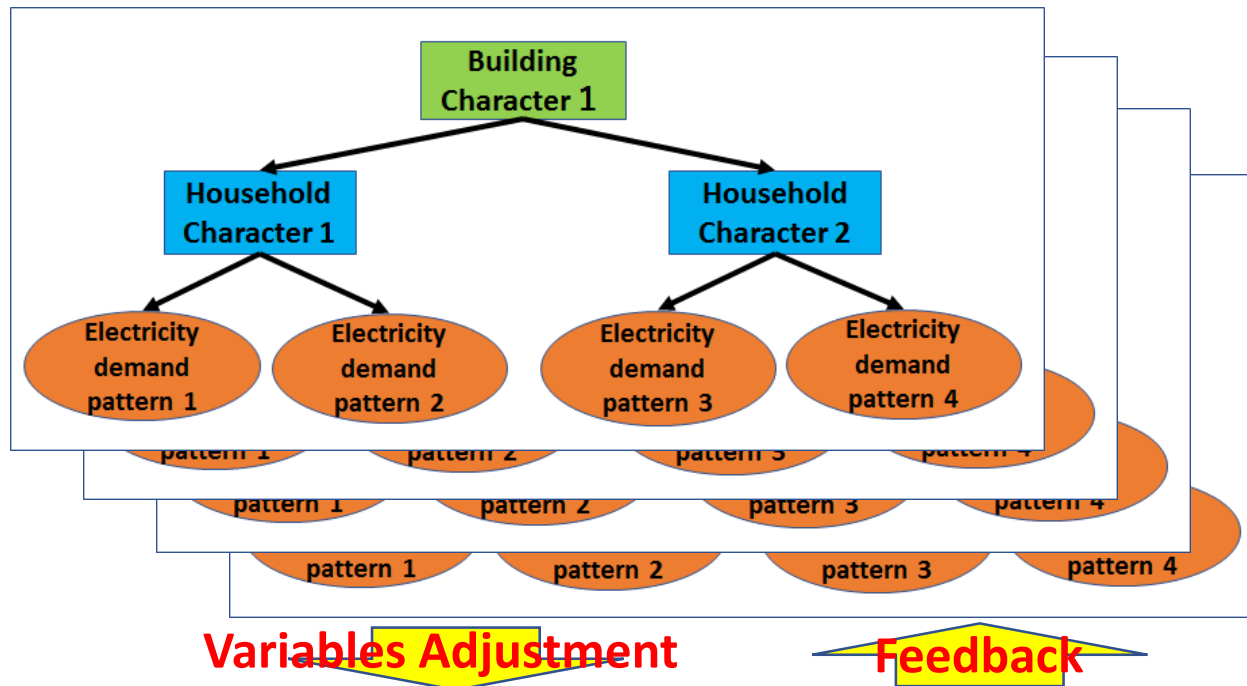 Building
Character 1
Household
Character 1
Household
Character 2
Electricity
demand
pattern 1
Electricity
demand
pattern 2
Electricity
demand
pattern 3
Electricity
demand
pattern 4
pattern 1
pattern 2
pattern 3
pattern 4
pattern 1
pattern 2
pattern 3
pattern 4
pattern 1
pattern 2
pattern 3
pattern 4
Variables Adjustment
Feedback